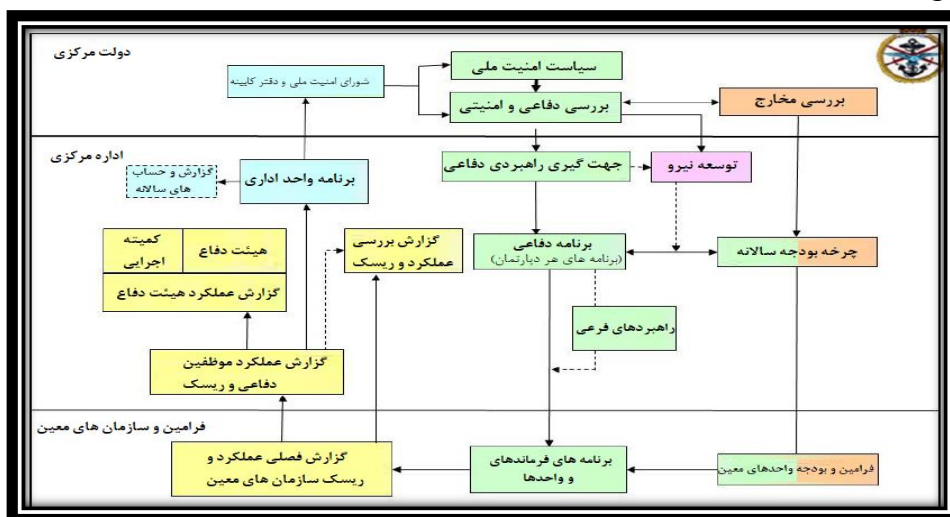 دولت مرکزی
سیاست امنیت ملی
شورای امنیت ملی و دفتر کابینه
بررسی مخارج
بررسی دفاعی و امنیتی
اداره مرکزی
توسعه نیرو
جهت گیری راهبردی دفاعی
برنامه واحد اداری
گزارش و حساب
های سالانه
چرخه بودجه سالانه
برنامه دفاعی
(برنامه های هر دپارتمان)
گزارش بررسی
عملکرد و ریسک
هیئت دفاع
کمیته
اجرایی
گزارش عملکرد هیئت دفاع
راهبردهای فرعی
گزارش عملکرد موظفین
دفاعی و ریسک
فرامین و سازمان های معین
فرامین و بودجه واحدهای معین
برنامه های فرماندهای
و واحدها
گزارش فصلی عملکرد و
ریسک سازمان های معین